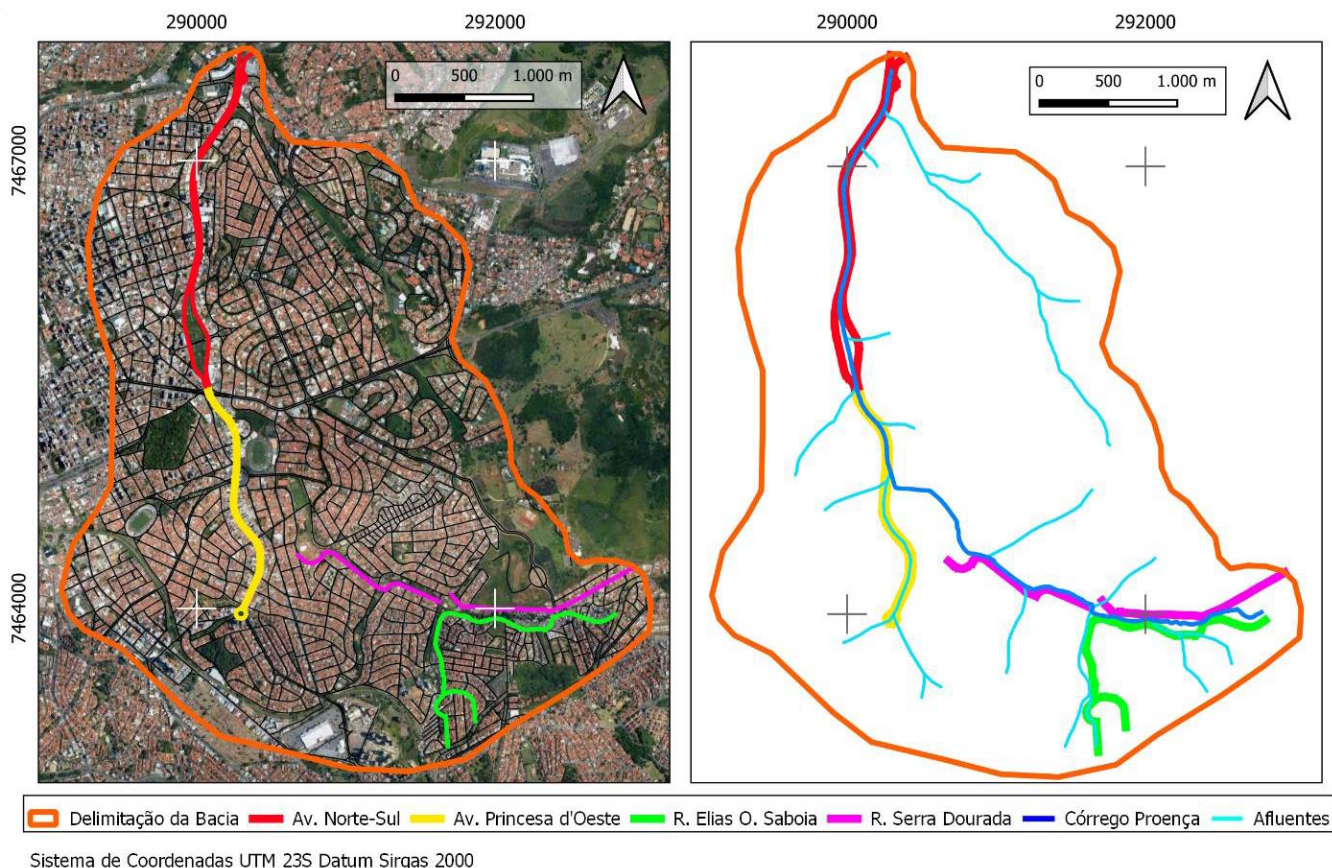 290000 292000 290000 292000
0 500 1.000 m
0 500 1.000 m
7467000
7464000
7467000
7464000
Delimitação da Bacia Av. Norte-Sul Av. Princesa d'Oeste R. Elias O. Saboia R. Serra Dourada Córrego Proença Afluentes
Sistema de Coordenadas UTM 23S Datum Sirgas 2000